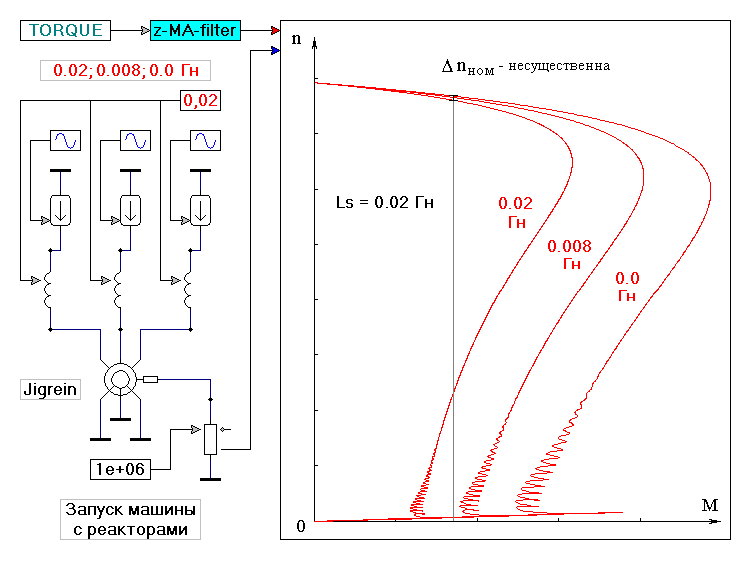 TORQUE
z-MA-filter
0.02; 0.008; 0.0 Гн
0,02
n
Δ nном - несущественна
Ls = 0.02 Гн
0.02
Гн
0.008
Гн
0.0
Гн
Jigrein
1e+06
Запуск машины
с реакторами
0
M